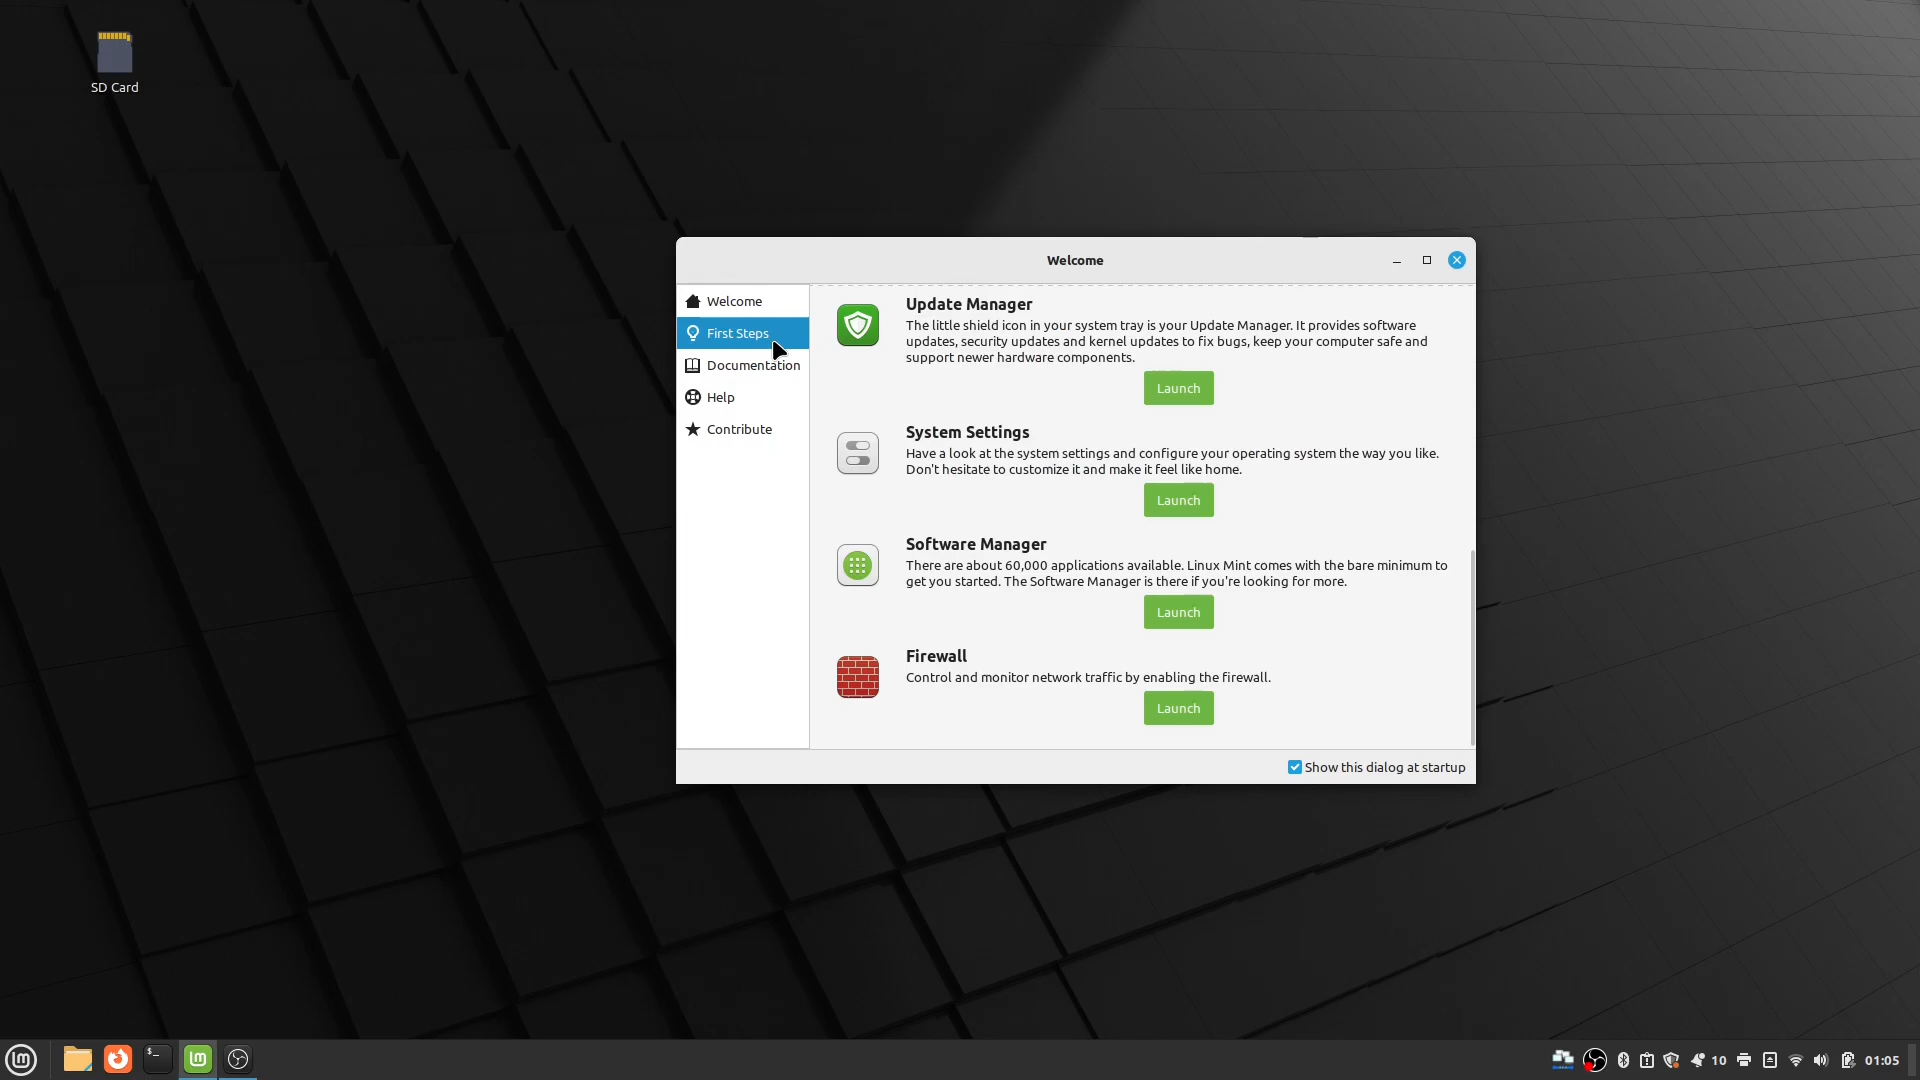 SD Card
Welcome
Welcome
First Steps
Documentation
Help
Contribute
Update Manager
The little shield icon in your system tray is your Update Manager. It provides software
updates, security updates and kernel updates to fix bugs, keep your computer safe and
support newer hardware components.
Launch
System Settings
Have a look at the system settings and configure your operating system the way you like.
Don't hesitate to customize it and make it feel like home.
Launch
Software Manager
There are about 60,000 applications available. Linux Mint comes with the bare minimum to
get you started. The Software Manager is there if you're looking for more.
Launch
Firewall
Control and monitor network traffic by enabling the firewall.
Launch
Show this dialog at startup
10
01:05